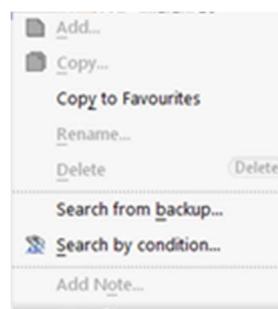 Add...
Copy...
Copy to Favourites
Rename...
Delete Delete
Search from backup...
Search by condition...
Add Note...